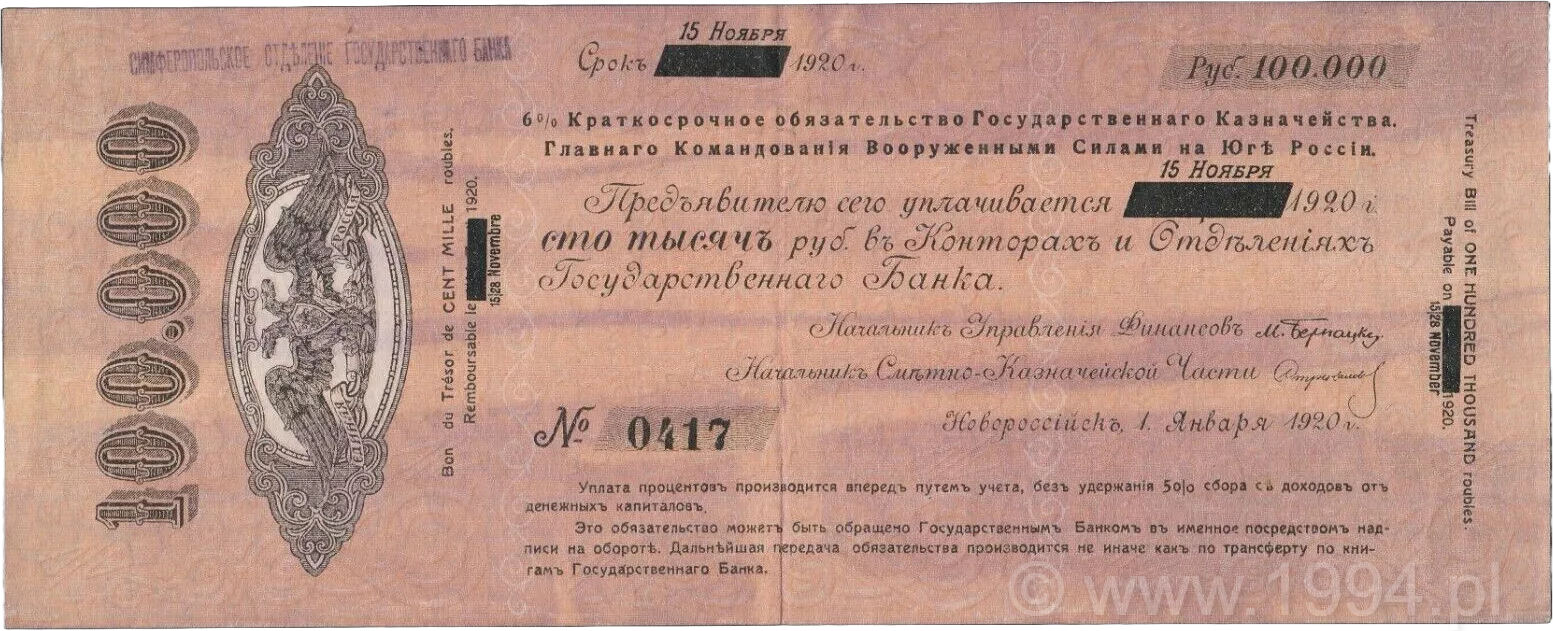 СИМФЕРОПОЛЬСКОЕ ОТДѢЛЕНІЕ ГОСУДАРСТВЕННАГО БАНКА
15 НОЯБРЯ
Срокъ 1920 г.
Руб. 100.000
6% Краткосрочное обязательство Государственнаго Казначейства.
Главнаго Командованія Вооруженными Силами на Югѣ Россіи.
15 НОЯБРЯ
Предъявителю сего уплачивается 1920 г.
сто тысячъ руб. въ Конторахъ и Отдѣленіяхъ
Государственнаго Банка.
Начальникъ Управленія Финансовъ М. Бернацкій
Начальникъ Смѣтно-Казначейской Части
Новороссійскъ, 1 Января 1920 г.
№ 0417
Уплата процентовъ производится впередъ путемъ учета, безъ удержанія 5% сбора съ доходовъ отъ
денежныхъ капиталовъ.
Это обязательство можетъ быть обращено Государственнымъ Банкомъ въ именное посредствомъ над-
писи на оборотѣ. Дальнѣйшая передача обязательства производится не иначе какъ по трансферту по кни-
гамъ Государственнаго Банка.
100.000
РОССІЯ
ЕДИНАЯ
Bon du Trésor de CENT MILLE roubles,
Remboursable le 1920.
15|28 Novembre
Treasury Bill of ONE HUNDRED THOUSAND roubles.
Payable on 1920.
15|28 November
© www.1994.pl